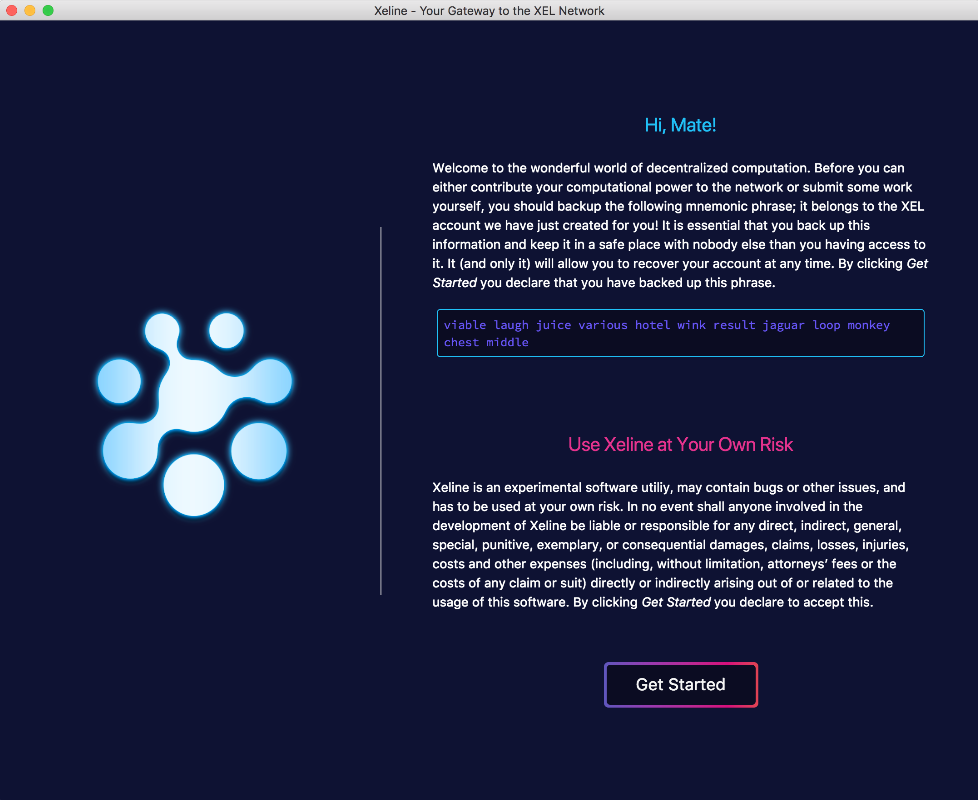 Xeline - Your Gateway to the XEL Network
Hi, Mate!
Welcome to the wonderful world of decentralized computation. Before you can
either contribute your computational power to the network or submit some work
yourself, you should backup the following mnemonic phrase; it belongs to the XEL
account we have just created for you! It is essential that you back up this
information and keep it in a safe place with nobody else than you having access to
it. It (and only it) will allow you to recover your account at any time. By clicking Get
Started you declare that you have backed up this phrase.
viable laugh juice various hotel wink result jaguar loop monkey
chest middle
Use Xeline at Your Own Risk
Xeline is an experimental software utiliy, may contain bugs or other issues, and
has to be used at your own risk. In no event shall anyone involved in the
development of Xeline be liable or responsible for any direct, indirect, general,
special, punitive, exemplary, or consequential damages, claims, losses, injuries,
costs and other expenses (including, without limitation, attorneys’ fees or the
costs of any claim or suit) directly or indirectly arising out of or related to the
usage of this software. By clicking Get Started you declare to accept this.
Get Started